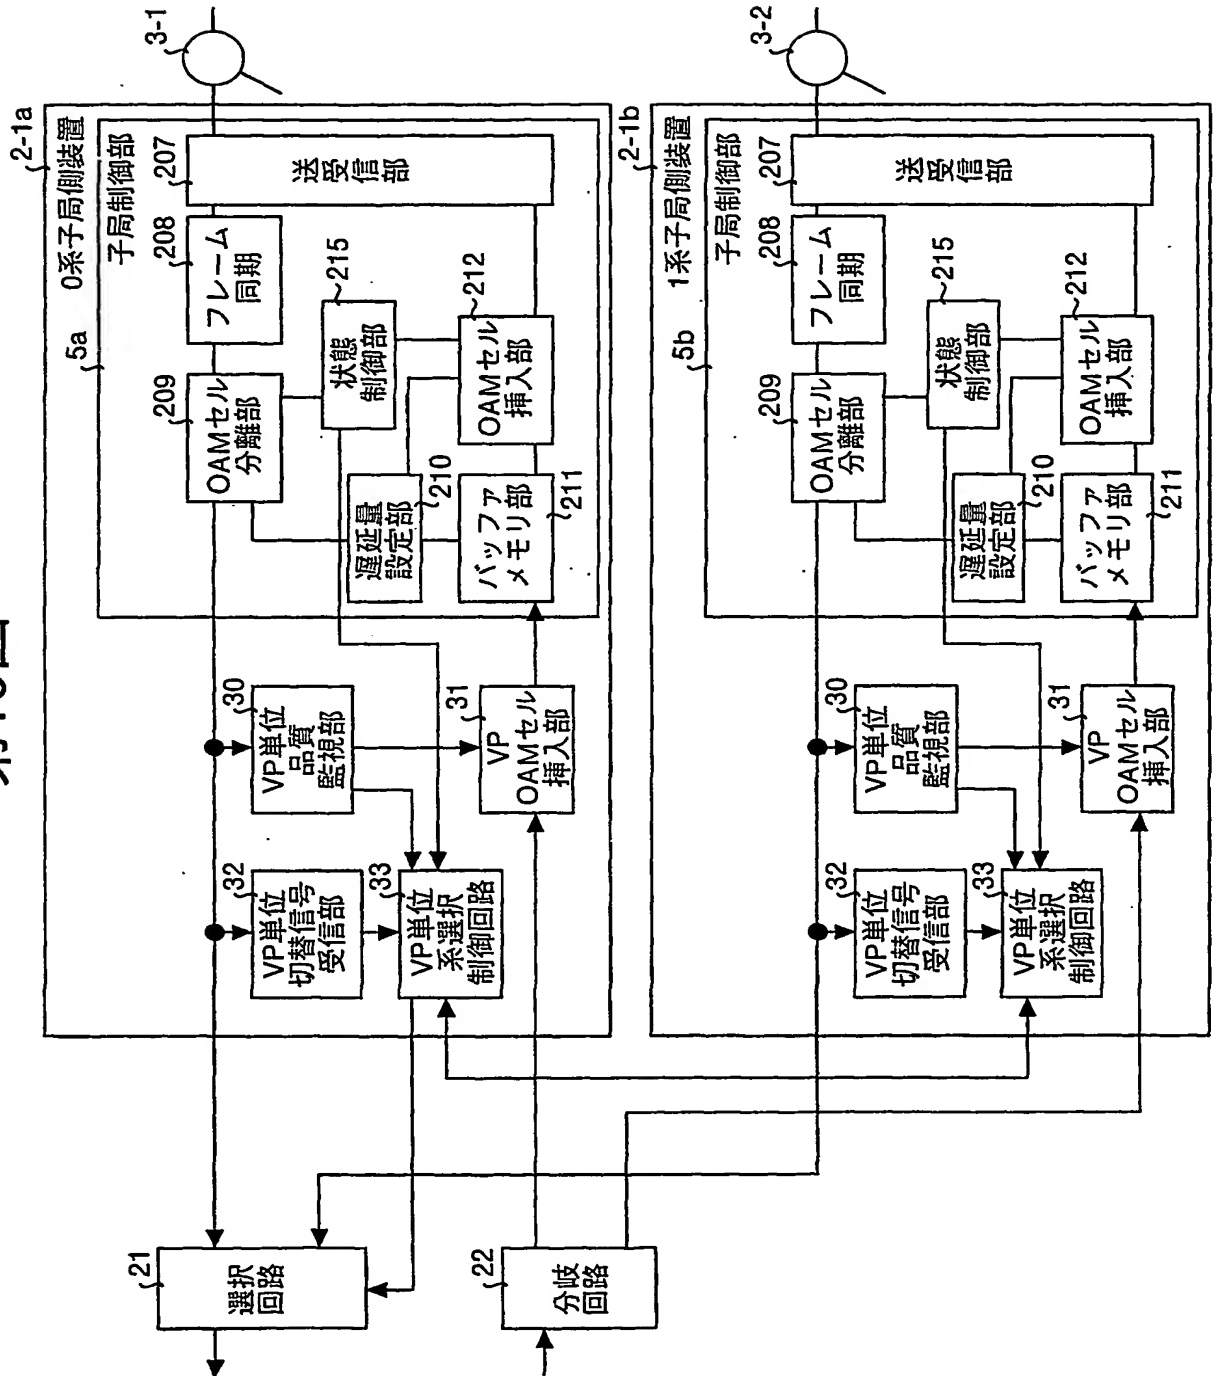 3-1
2-1a
0系子局側装置
5a
子局制御部
207
送受信部
208
フレーム
同期
209
OAMセル
分離部
215
状態
制御部
212
OAMセル
挿入部
210
遅延量
設定部
211
バッファ
メモリ部
30
VP単位
品質
監視部
31
VP
OAMセル
挿入部
32
VP単位
切替信号
受信部
33
VP単位
系選択
制御回路
21
選択
回路
22
分岐
回路
3-2
2-1b
1系子局側装置
5b
子局制御部
207
送受信部
208
フレーム
同期
209
OAMセル
分離部
215
状態
制御部
212
OAMセル
挿入部
210
遅延量
設定部
211
バッファ
メモリ部
30
VP単位
品質
監視部
31
VP
OAMセル
挿入部
32
VP単位
切替信号
受信部
33
VP単位
系選択
制御回路